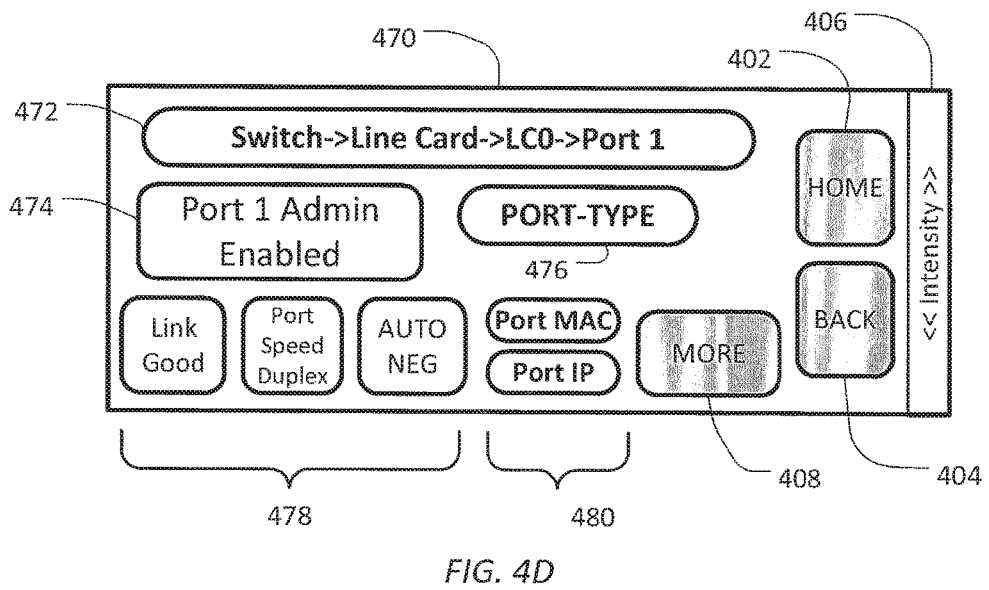 470
406
402
472
Switch->Line Card->LC0->Port 1
HOME
474
Port 1 Admin
Enabled
PORT-TYPE
476
<< Intensity >>
Link
Good
Port
Speed
Duplex
AUTO
NEG
Port MAC
Port IP
MORE
BACK
408
404
478
480
FIG. 4D